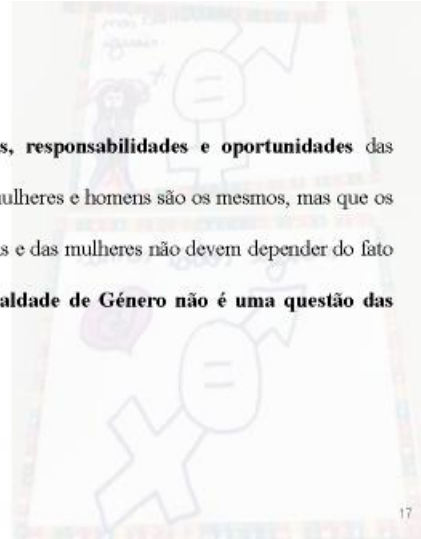 s, responsabilidades e oportunidades das
ulheres e homens são os mesmos, mas que os
s e das mulheres não devem depender do fato
aldade de Género não é uma questão das
17